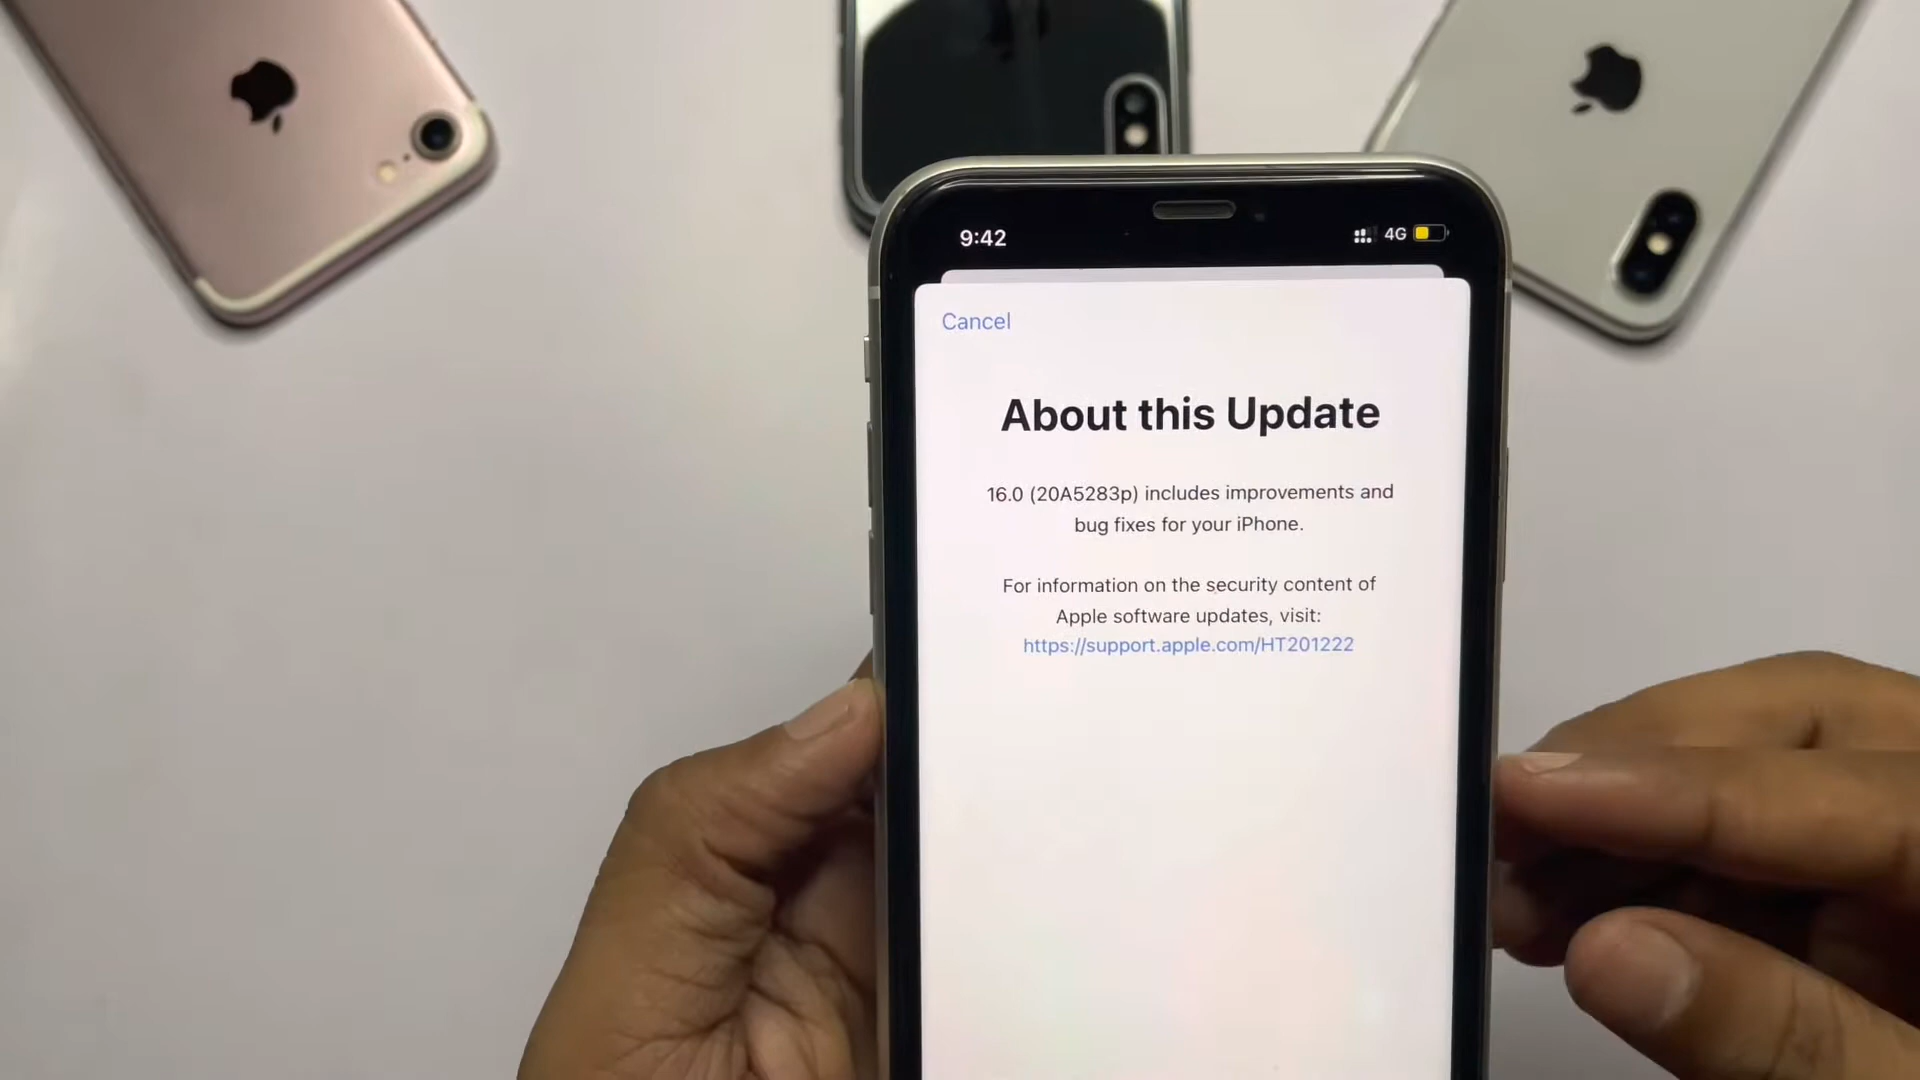 9:42
4G
Cancel
About this Update
16.0 (20A5283p) includes improvements and
bug fixes for your iPhone.
For information on the security content of
Apple software updates, visit:
https://support.apple.com/HT201222